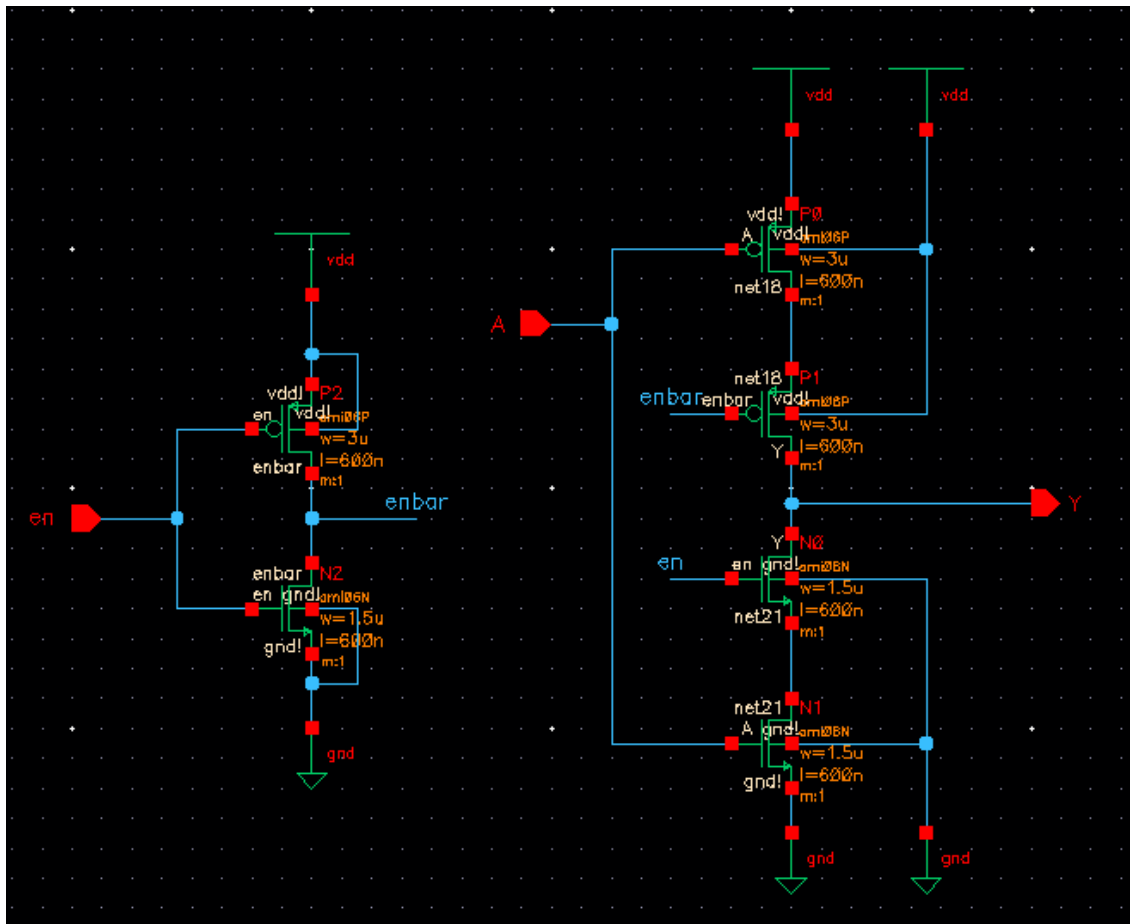 vdd
vdd
vdd! P0
A vdd! ami06P
w=3u
l=600n
net18 m:1
vdd
A
net18 P1
enbar enbar vdd! ami06P
w=3u
l=600n
Y m:1
vdd! P2
en vdd! ami06P
w=3u
l=600n
enbar m:1
en
enbar
Y
Y N0
en en gnd! ami06N
w=1.5u
l=600n
net21 m:1
enbar N2
en gnd! ami06N
w=1.5u
l=600n
gnd! m:1
gnd
net21 N1
A gnd! ami06N
w=1.5u
l=600n
gnd! m:1
gnd
gnd